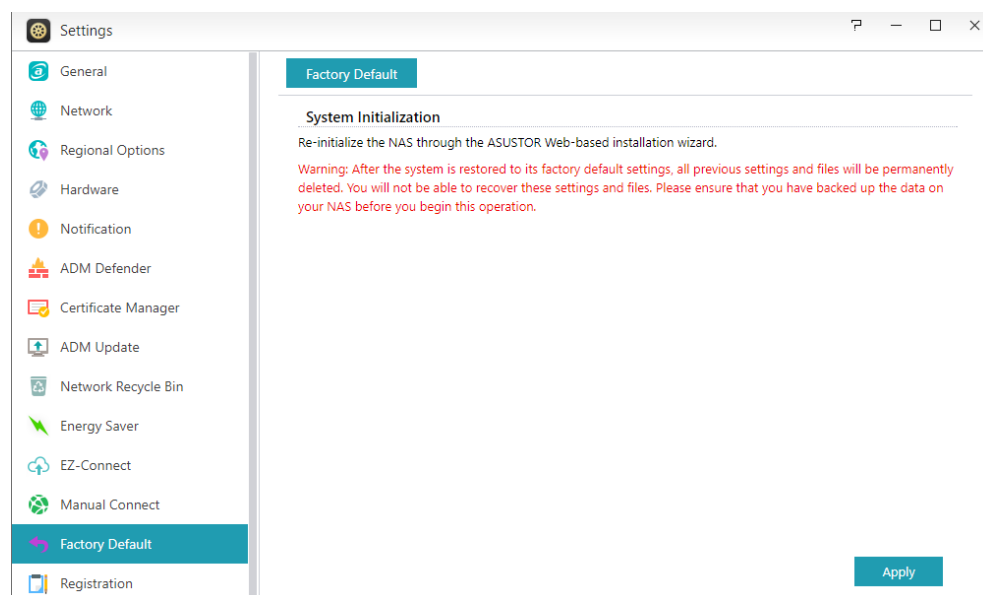 Settings
General
Network
Regional Options
Hardware
Notification
ADM Defender
Certificate Manager
ADM Update
Network Recycle Bin
Energy Saver
EZ-Connect
Manual Connect
Factory Default
Registration
Factory Default
System Initialization
Re-initialize the NAS through the ASUSTOR Web-based installation wizard.
Warning: After the system is restored to its factory default settings, all previous settings and files will be permanently
deleted. You will not be able to recover these settings and files. Please ensure that you have backed up the data on
your NAS before you begin this operation.
Apply